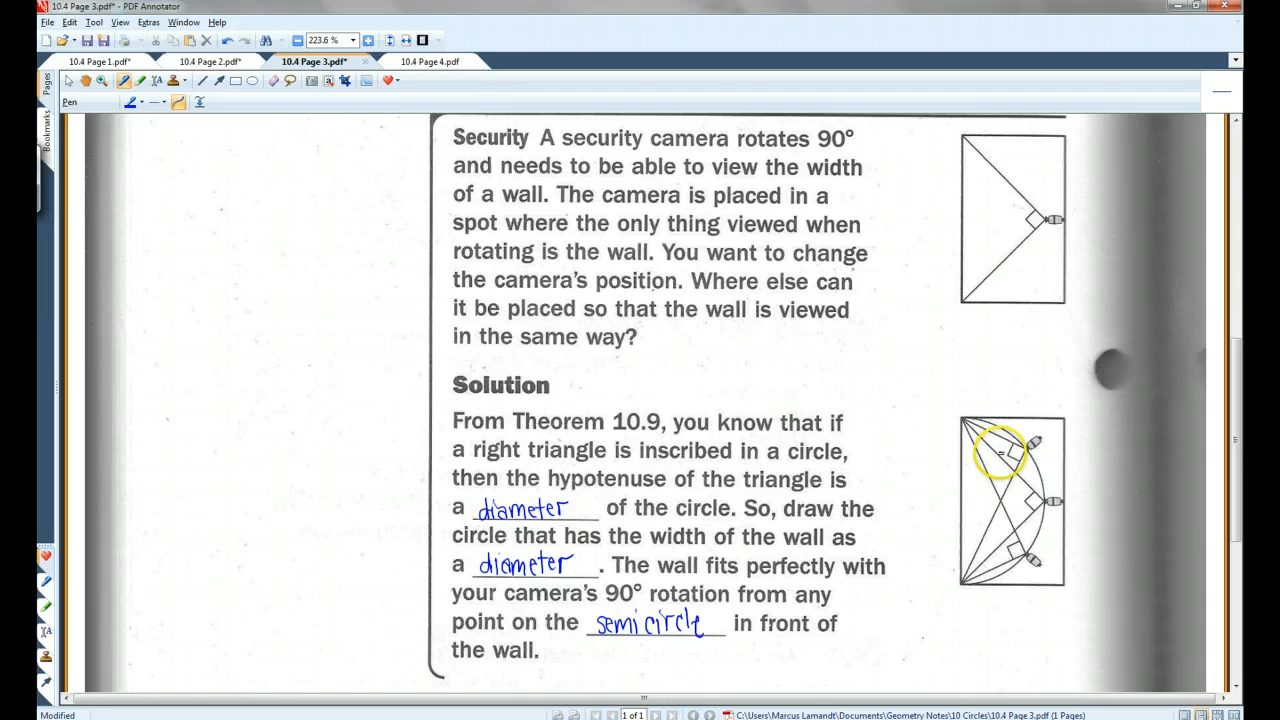 10.4 Page 3.pdf* - PDF Annotator
File Edit Tool View Extras Window Help
223.6 %
10.4 Page 1.pdf* 10.4 Page 2.pdf* 10.4 Page 3.pdf* 10.4 Page 4.pdf
Pen
Pages
Bookmarks
Security A security camera rotates 90°
and needs to be able to view the width
of a wall. The camera is placed in a
spot where the only thing viewed when
rotating is the wall. You want to change
the camera's position. Where else can
it be placed so that the wall is viewed
in the same way?
Solution
From Theorem 10.9, you know that if
a right triangle is inscribed in a circle,
then the hypotenuse of the triangle is
a diameter of the circle. So, draw the
circle that has the width of the wall as
a diameter. The wall fits perfectly with
your camera's 90° rotation from any
point on the semicircle in front of
the wall.
Modified 1 of 1 C:\Users\Marcus Lamandt\Documents\Geometry Notes\10 Circles\10.4 Page 3.pdf (1 Pages)